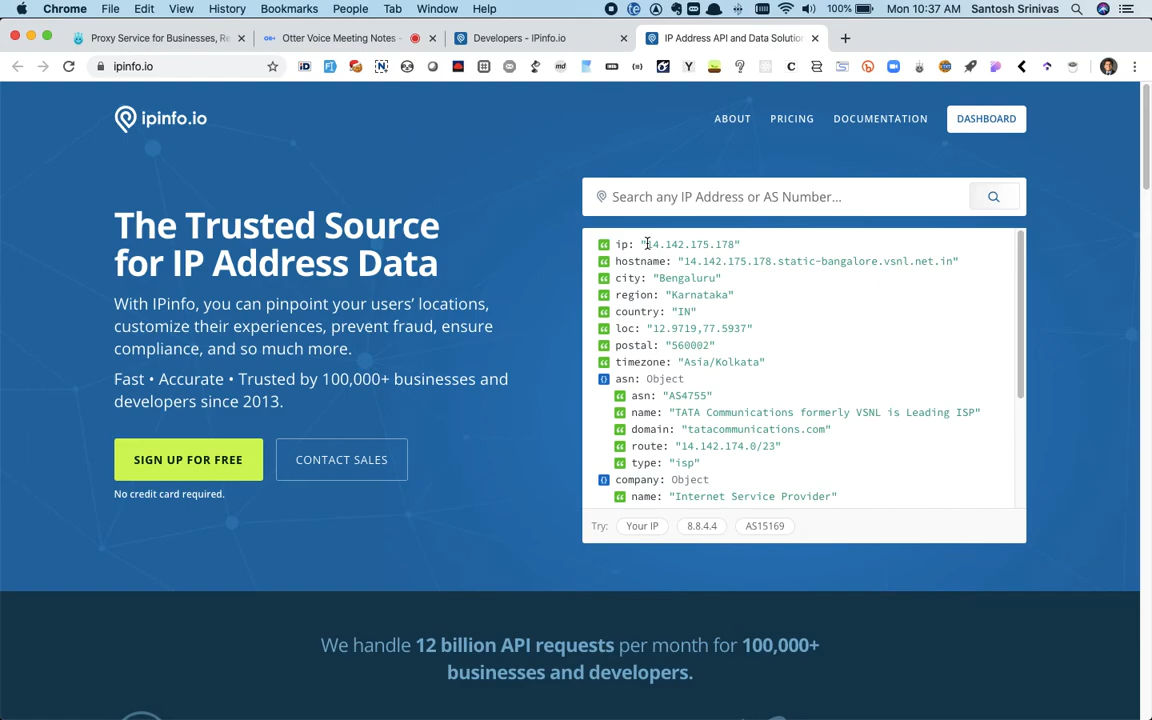 Chrome File Edit View History Bookmarks People Tab Window Help 100% Mon 10:37 AM Santosh Srinivas
Proxy Service for Businesses, Re Otter Voice Meeting Notes - Developers - IPinfo.io IP Address API and Data Solution
ipinfo.io
ipinfo.io
ABOUT PRICING DOCUMENTATION DASHBOARD
Search any IP Address or AS Number...
The Trusted Source
for IP Address Data
With IPinfo, you can pinpoint your users' locations,
customize their experiences, prevent fraud, ensure
compliance, and so much more.
Fast • Accurate • Trusted by 100,000+ businesses and
developers since 2013.
SIGN UP FOR FREE CONTACT SALES
No credit card required.
ip: "14.142.175.178"
hostname: "14.142.175.178.static-bangalore.vsnl.net.in"
city: "Bengaluru"
region: "Karnataka"
country: "IN"
loc: "12.9719,77.5937"
postal: "560002"
timezone: "Asia/Kolkata"
asn: Object
asn: "AS4755"
name: "TATA Communications formerly VSNL is Leading ISP"
domain: "tatacommunications.com"
route: "14.142.174.0/23"
type: "isp"
company: Object
name: "Internet Service Provider"
Try: Your IP 8.8.4.4 AS15169
We handle 12 billion API requests per month for 100,000+
businesses and developers.